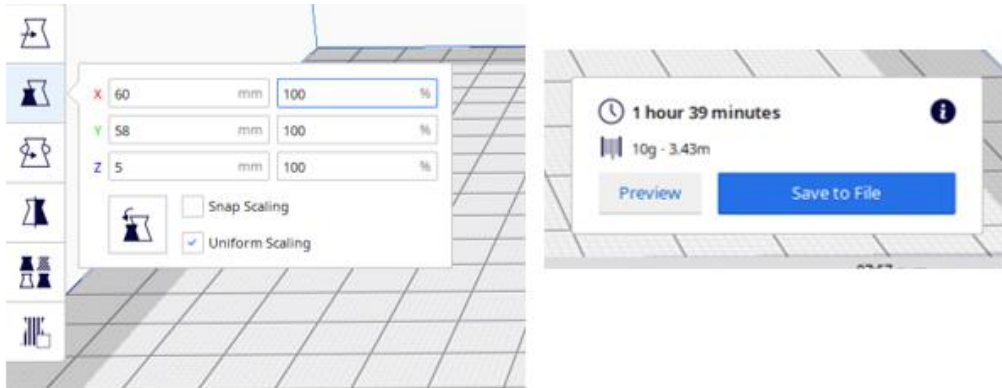 X 60 mm 100 %
Y 58 mm 100 %
Z 5 mm 100 %
Snap Scaling
Uniform Scaling
1 hour 39 minutes
10g · 3.43m
Preview Save to File